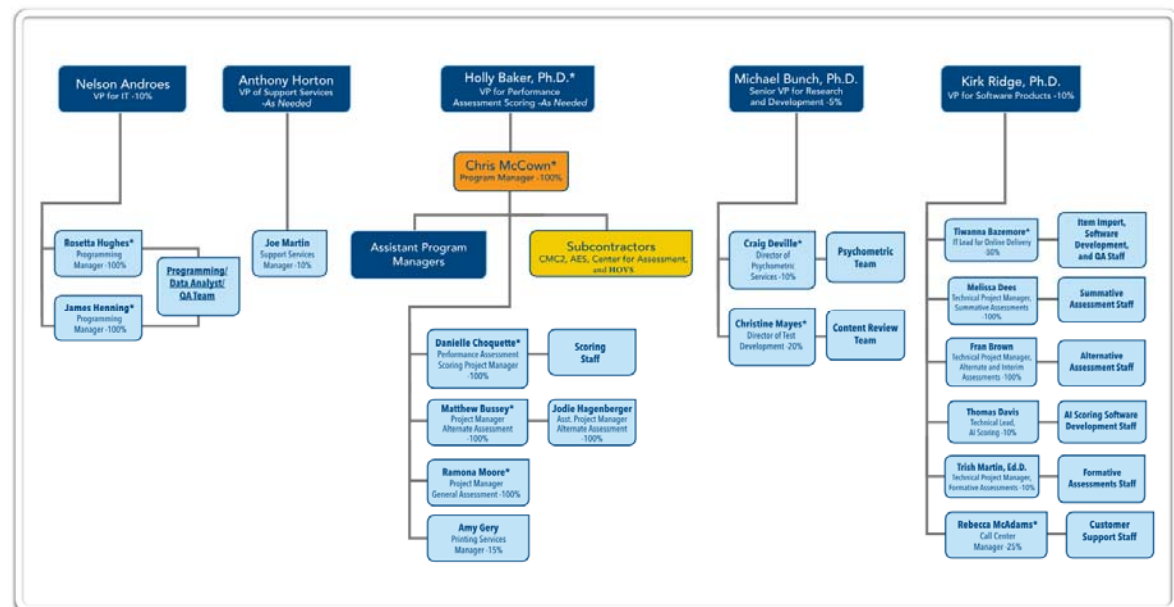 Nelson Androes
VP for IT -10%
Anthony Horton
VP of Support Services
-As Needed
Holly Baker, Ph.D.*
VP for Performance
Assessment Scoring -As Needed
Michael Bunch, Ph.D.
Senior VP for Research
and Development -5%
Kirk Ridge, Ph.D.
VP for Software Products -10%
Chris McCown*
Program Manager -100%
Rosetta Hughes*
Programming
Manager -100%
James Henning*
Programming
Manager -100%
Programming/
Data Analyst/
QA Team
Joe Martin
Support Services
Manager -10%
Assistant Program
Managers
Subcontractors
CMC2, AES, Center for Assessment,
and HOVS
Danielle Choquette*
Performance Assessment
Scoring Project Manager
-100%
Scoring
Staff
Matthew Bussey*
Project Manager
Alternate Assessment
-100%
Jodie Hagenberger
Asst. Project Manager
Alternate Assessment
-100%
Ramona Moore*
Project Manager
General Assessment -100%
Amy Gery
Printing Services
Manager -15%
Craig Deville*
Director of
Psychometric
Services -10%
Psychometric
Team
Christine Mayes*
Director of Test
Development -20%
Content Review
Team
Tiwanna Bazemore*
IT Lead for Online Delivery
-50%
Item Import,
Software
Development,
and QA Staff
Melissa Dees
Technical Project Manager,
Summative Assessments
-100%
Summative
Assessment Staff
Fran Brown
Technical Project Manager,
Alternate and Interim
Assessments -100%
Alternative
Assessment Staff
Thomas Davis
Technical Lead,
AI Scoring -10%
AI Scoring Software
Development Staff
Trish Martin, Ed.D.
Technical Project Manager,
Formative Assessments -10%
Formative
Assessments Staff
Rebecca McAdams*
Call Center
Manager -25%
Customer
Support Staff